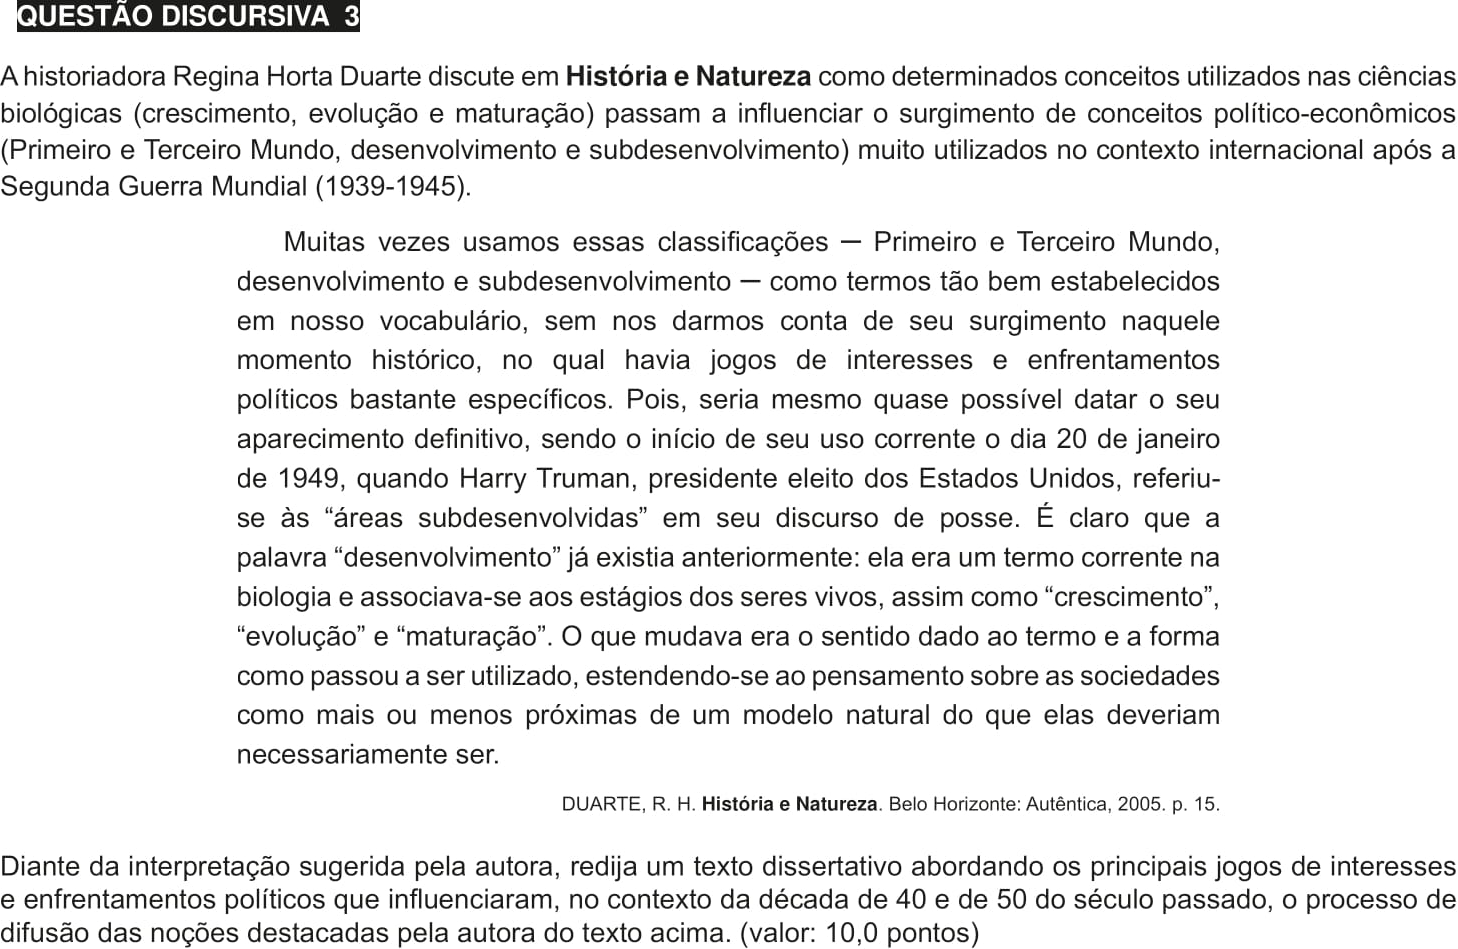 QUESTÃO DISCURSIVA 3
A historiadora Regina Horta Duarte discute em História e Natureza como determinados conceitos utilizados nas ciências
biológicas (crescimento, evolução e maturação) passam a influenciar o surgimento de conceitos político-econômicos
(Primeiro e Terceiro Mundo, desenvolvimento e subdesenvolvimento) muito utilizados no contexto internacional após a
Segunda Guerra Mundial (1939-1945).
Muitas vezes usamos essas classificações — Primeiro e Terceiro Mundo,
desenvolvimento e subdesenvolvimento — como termos tão bem estabelecidos
em nosso vocabulário, sem nos darmos conta de seu surgimento naquele
momento histórico, no qual havia jogos de interesses e enfrentamentos
políticos bastante específicos. Pois, seria mesmo quase possível datar o seu
aparecimento definitivo, sendo o início de seu uso corrente o dia 20 de janeiro
de 1949, quando Harry Truman, presidente eleito dos Estados Unidos, referiu-
se às “áreas subdesenvolvidas” em seu discurso de posse. É claro que a
palavra “desenvolvimento” já existia anteriormente: ela era um termo corrente na
biologia e associava-se aos estágios dos seres vivos, assim como “crescimento”,
“evolução” e “maturação”. O que mudava era o sentido dado ao termo e a forma
como passou a ser utilizado, estendendo-se ao pensamento sobre as sociedades
como mais ou menos próximas de um modelo natural do que elas deveriam
necessariamente ser.
DUARTE, R. H. História e Natureza. Belo Horizonte: Autêntica, 2005. p. 15.
Diante da interpretação sugerida pela autora, redija um texto dissertativo abordando os principais jogos de interesses
e enfrentamentos políticos que influenciaram, no contexto da década de 40 e de 50 do século passado, o processo de
difusão das noções destacadas pela autora do texto acima. (valor: 10,0 pontos)